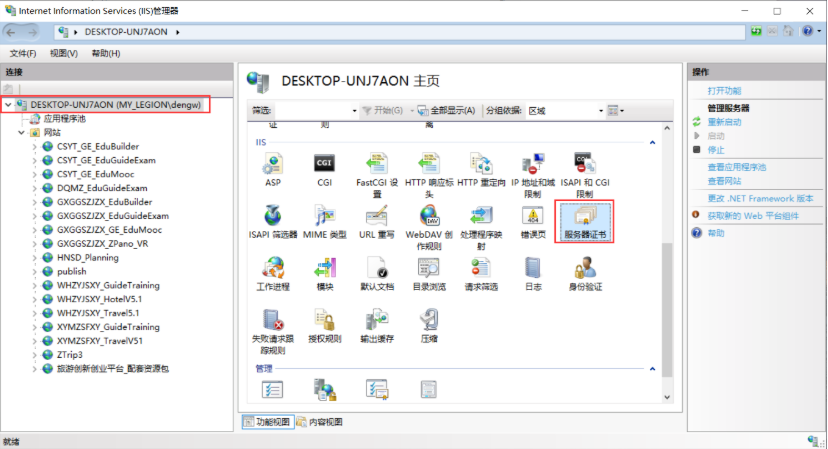 Internet Information Services (IIS)管理器
DESKTOP-UNJ7AON
文件(F) 视图(V) 帮助(H)
连接
DESKTOP-UNJ7AON (MY_LEGION\dengw)
应用程序池
网站
CSYT_GE_EduBuilder
CSYT_GE_EduGuideExam
CSYT_GE_EduMooc
DQMZ_EduGuideExam
GXGGSZJZX_EduBuilder
GXGGSZJZX_EduGuideExam
GXGGSZJZX_GE_EduMooc
GXGGSZJZX_ZPano_VR
HNSD_Planning
publish
WHZYJSXY_GuideTraining
WHZYJSXY_HotelV5.1
WHZYJSXY_Travel5.1
XYMZSFXY_GuideTraining
XYMZSFXY_TravelV51
ZTrip3
旅游创新创业平台_配套资源包
DESKTOP-UNJ7AON 主页
筛选: 开始(G) 全部显示(A) 分组依据: 区域
则 离
IIS
ASP
CGI
FastCGI 设置
HTTP 响应标头
HTTP 重定向
IP 地址和域限制
ISAPI 和 CGI 限制
ISAPI 筛选器
MIME 类型
URL 重写
WebDAV 创作规则
处理程序映射
404
错误页
服务器证书
工作进程
模块
默认文档
目录浏览
请求筛选
日志
身份验证
失败请求跟踪规则
授权规则
输出缓存
压缩
管理
功能视图 内容视图
操作
打开功能
管理服务器
重新启动
启动
停止
查看应用程序池
查看网站
更改 .NET Framework 版本
获取新的 Web 平台组件
帮助
就绪